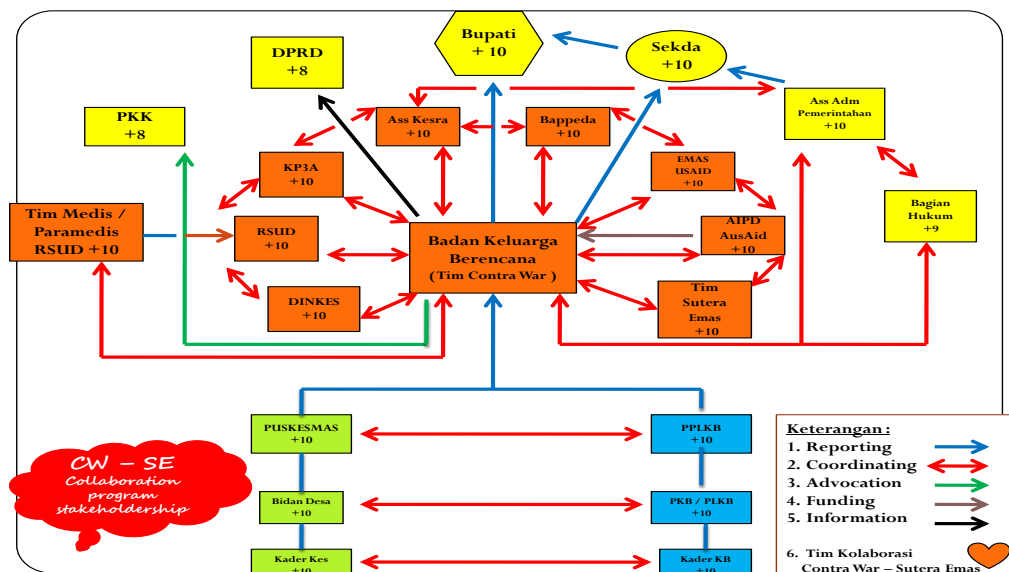 Bupati
+ 10
Sekda
+10
DPRD
+8
PKK
+8
Ass Kesra
+10
Bappeda
+10
Ass Adm
Pemerintahan
+10
KP3A
+10
EMAS
USAID
+10
Tim Medis /
Paramedis
RSUD +10
RSUD
+10
Badan Keluarga
Berencana
(Tim Contra War )
AIPD
AusAid
+10
Bagian
Hukum
+9
DINKES
+10
Tim
Sutera
Emas
+10
PUSKESMAS
+10
PPLKB
+10
Bidan Desa
+10
PKB / PLKB
+10
Kader Kes
+10
Kader KB
+10
CW – SE
Collaboration
program
stakeholdership
Keterangan :
1. Reporting
2. Coordinating
3. Advocation
4. Funding
5. Information
6. Tim Kolaborasi
Contra War – Sutera Emas